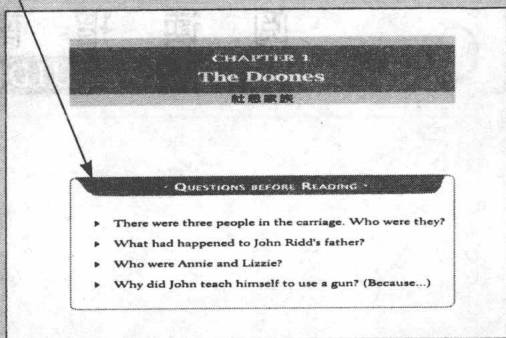 CHAPTER 1
The Doones
杜恩家族
· QUESTIONS BEFORE READING ·
▶ There were three people in the carriage. Who were they?
▶ What had happened to John Ridd's father?
▶ Who were Annie and Lizzie?
▶ Why did John teach himself to use a gun? (Because...)